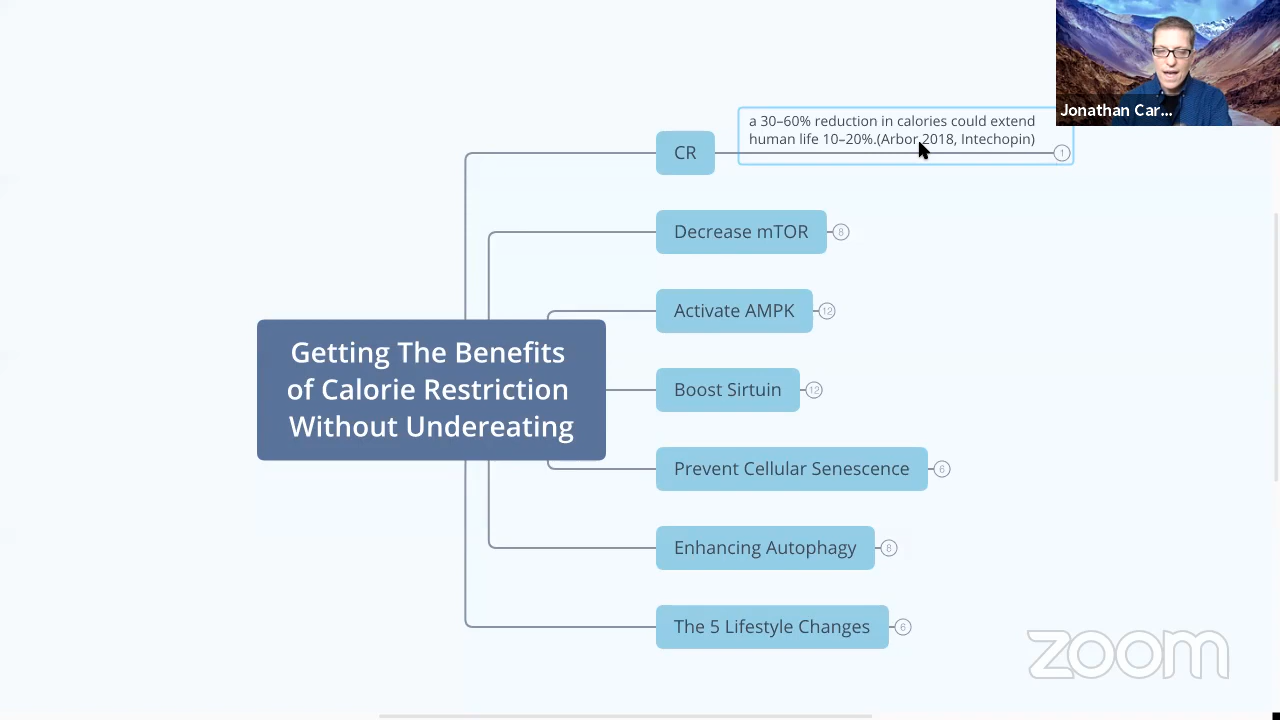 Jonathan Car...
a 30–60% reduction in calories could extend
human life 10–20%.(Arbor 2018, Intechopin)
CR
1
Decrease mTOR
8
Activate AMPK
12
Getting The Benefits
of Calorie Restriction
Without Undereating
Boost Sirtuin
12
Prevent Cellular Senescence
6
Enhancing Autophagy
8
The 5 Lifestyle Changes
6
zoom